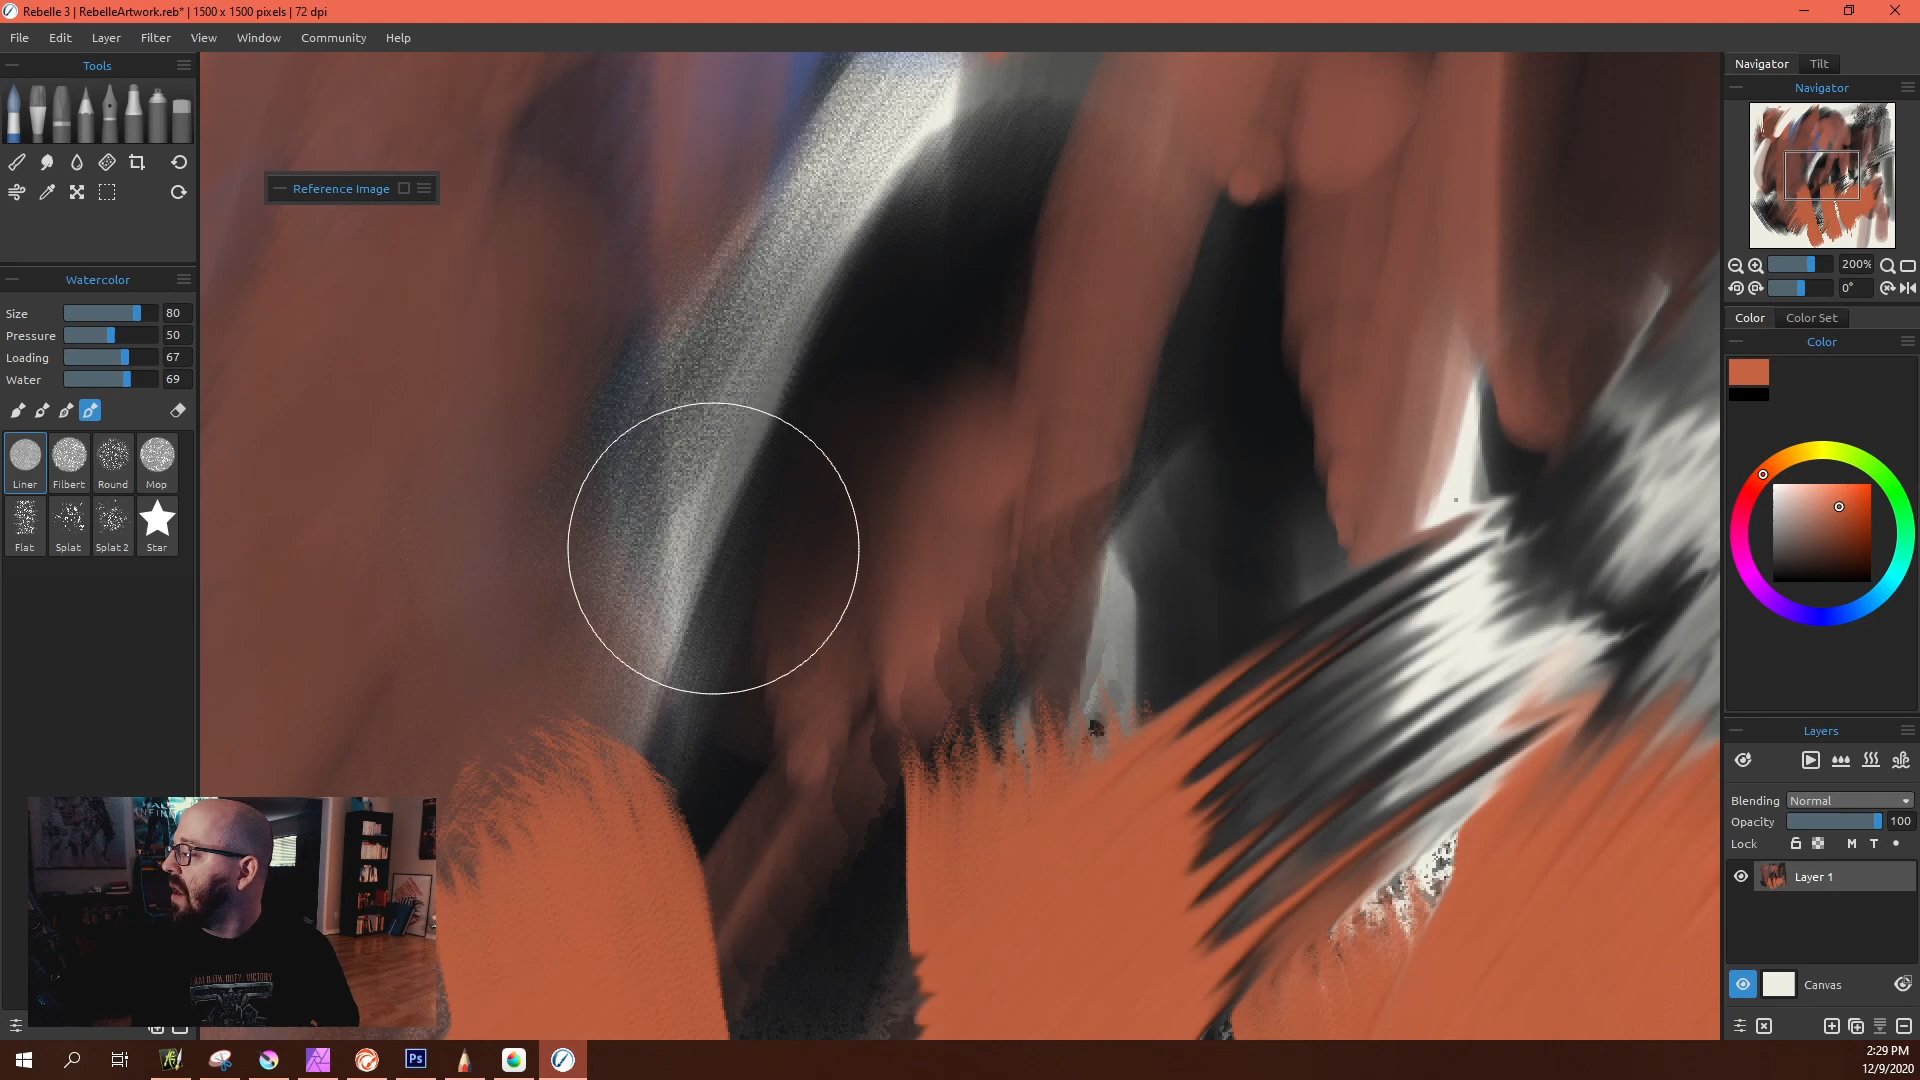 Rebelle 3 | RebelleArtwork.reb* | 1500 x 1500 pixels | 72 dpi
File Edit Layer Filter View Window Community Help
Tools
Reference Image
Watercolor
Size 80
Pressure 50
Loading 67
Water 69
Liner Filbert Round Mop
Flat Splat Splat 2 Star
Navigator Tilt
Navigator
200%
0°
Color Color Set
Color
Layers
Blending Normal
Opacity 100
Lock M T
Layer 1
Canvas
Ps
2:29 PM
12/9/2020